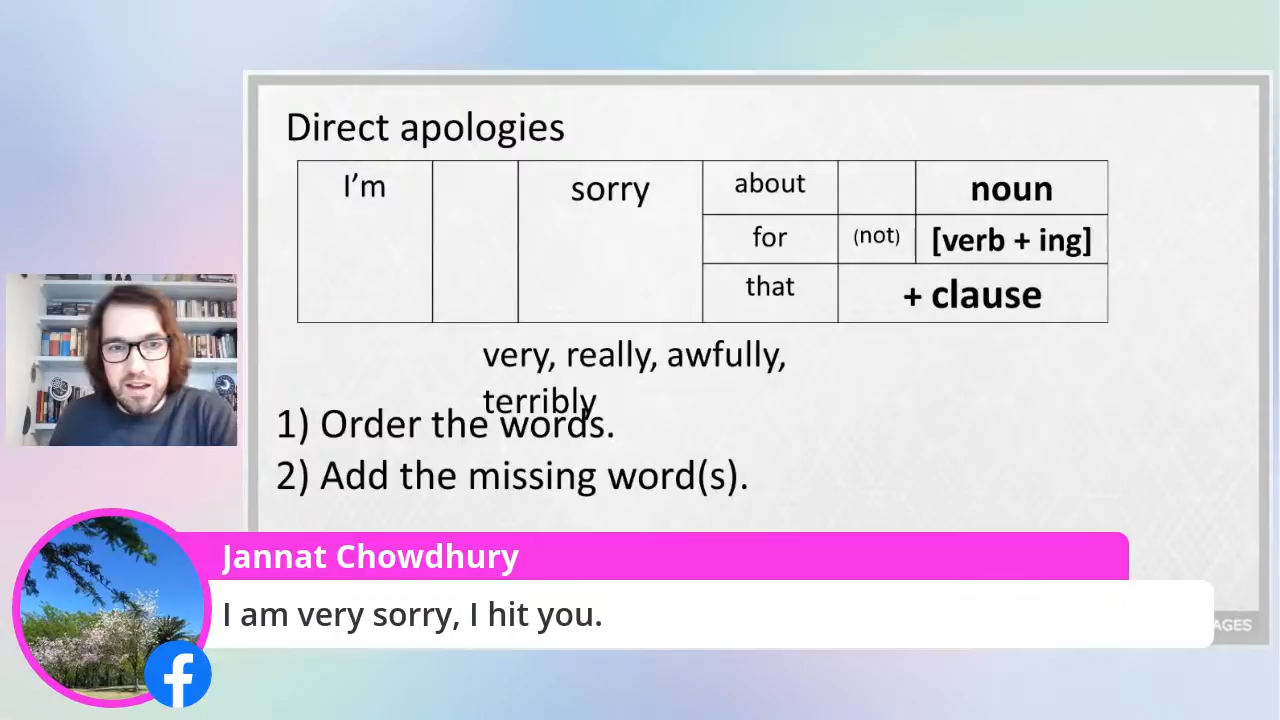 Direct apologies
I'm sorry about noun
for (not) [verb + ing]
that + clause
very, really, awfully,
terribly
1) Order the words.
2) Add the missing word(s).
Jannat Chowdhury
I am very sorry, I hit you.
AGES